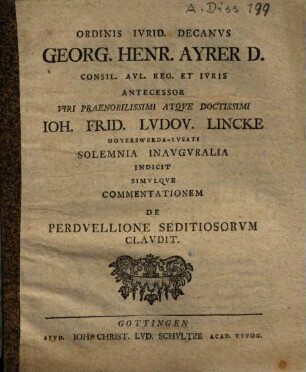 A. Diss 199
ORDINIS IVRID. DECANVS
GEORG. HENR. AYRER D.
CONSIL. AVL. REG. ET IVRIS
ANTECESSOR
VIRI PRAENOBILISSIMI ATQVE DOCTISSIMI
IOH. FRID. LVDOV. LINCKE
HOYERSWERDA-LVSATI
SOLEMNIA INAVGVRALIA
INDICIT
SIMVLQVE
COMMENTATIONEM
DE
PERDVELLIONE SEDITIOSORVM
CLAVDIT.
GOTTINGEN
APVD. IOH. CHRIST. LVD. SCHVLTZE ACAD. TYPOG.